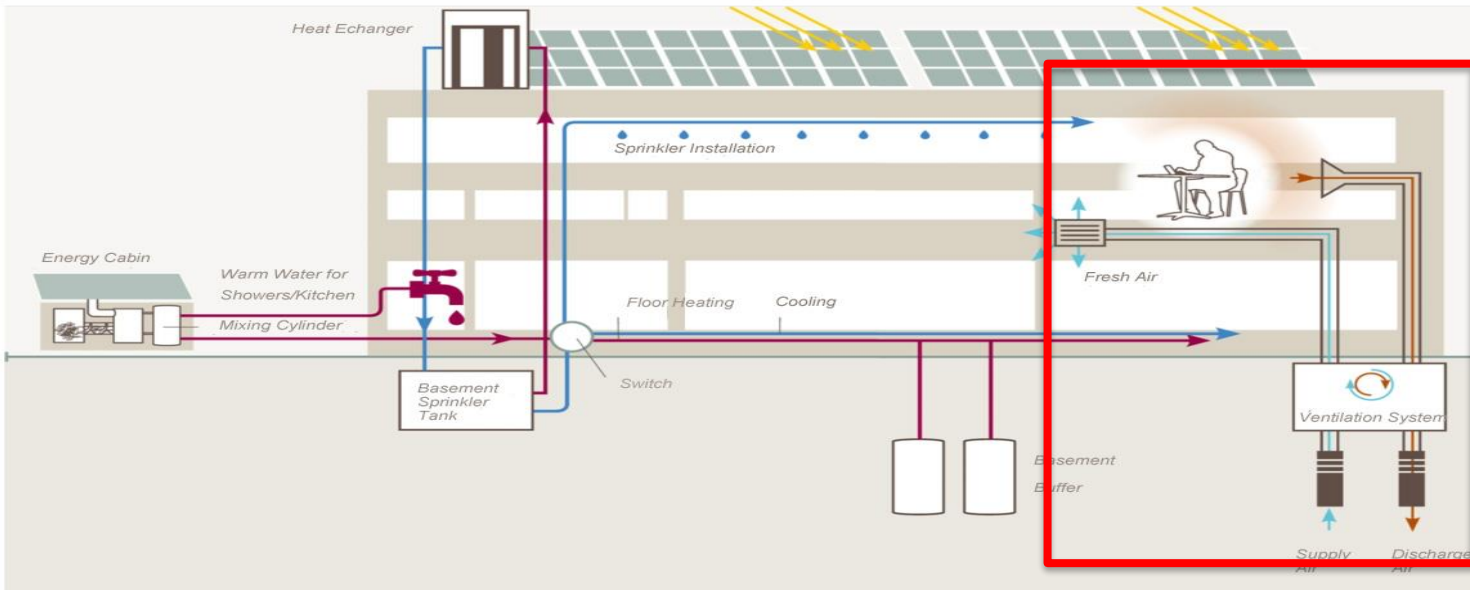 Heat Echanger
Sprinkler Installation
Energy Cabin
Warm Water for
Showers/Kitchen
Mixing Cylinder
Fresh Air
Floor Heating
Cooling
Switch
Basement
Sprinkler
Tank
Ventilation System
Basement
Buffer
Supply
Air
Discharge
Air